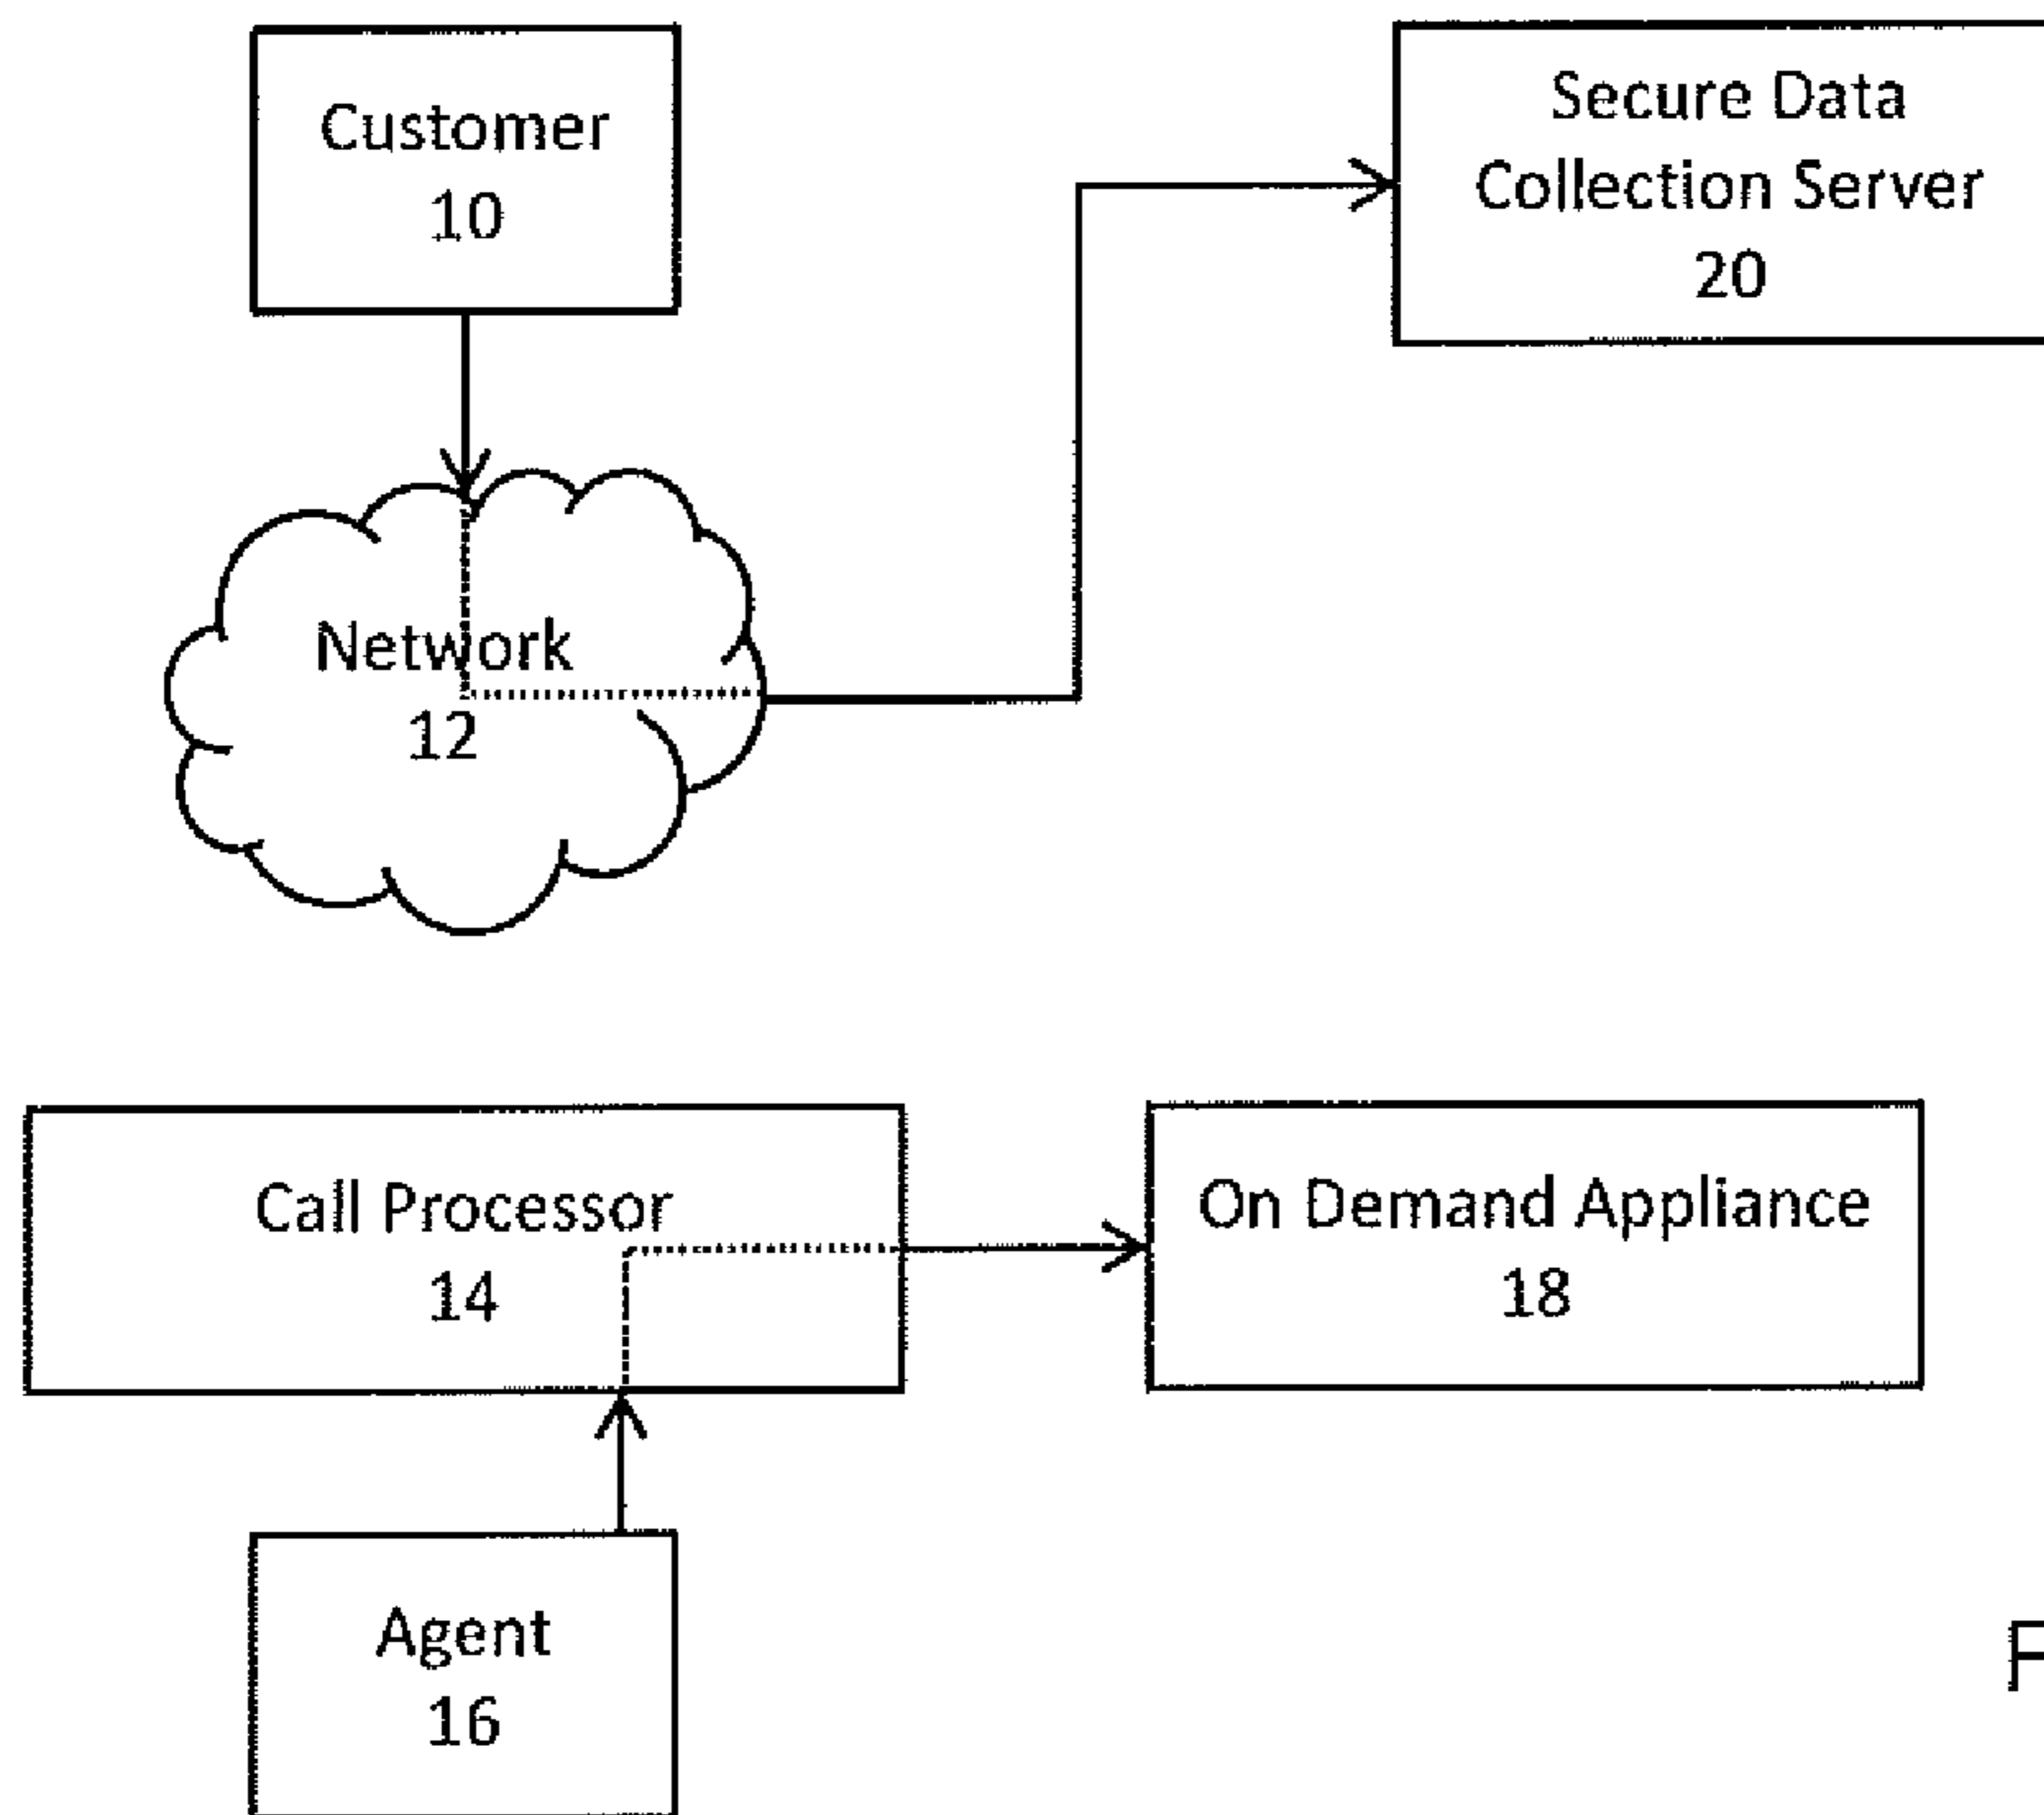 Customer
10
Secure Data
Collection Server
20
Network
12
Call Processor
14
On Demand Appliance
18
Agent
16
F